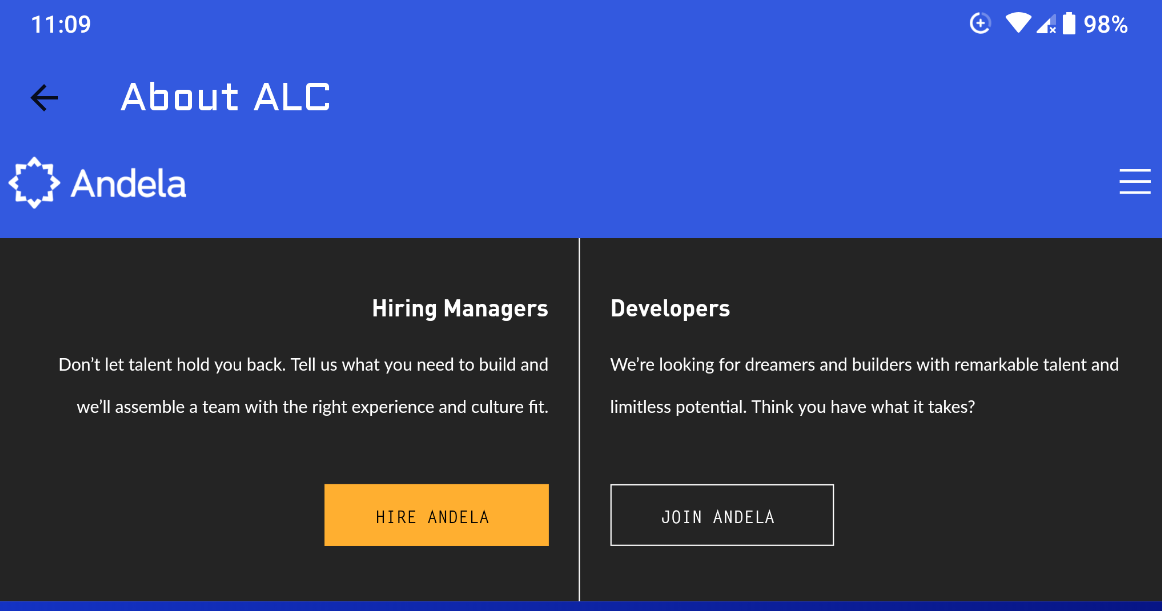 11:09
98%
About ALC
Andela
Hiring Managers
Don’t let talent hold you back. Tell us what you need to build and
we’ll assemble a team with the right experience and culture fit.
HIRE ANDELA
Developers
We’re looking for dreamers and builders with remarkable talent and
limitless potential. Think you have what it takes?
JOIN ANDELA